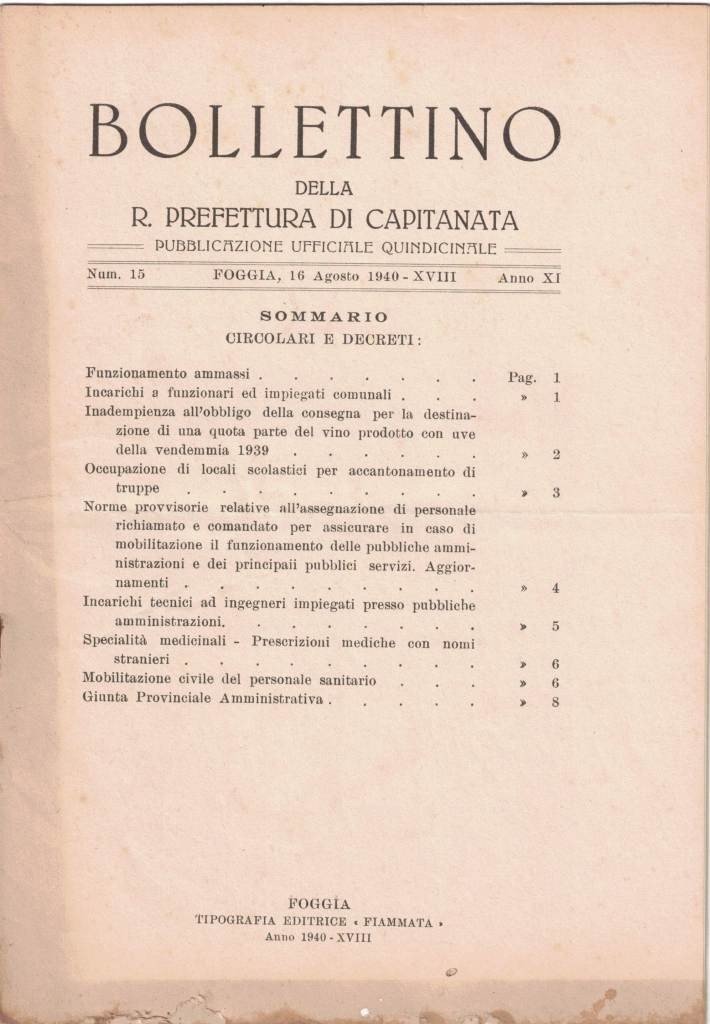 BOLLETTINO
DELLA
R. PREFETTURA DI CAPITANATA
PUBBLICAZIONE UFFICIALE QUINDICINALE
Num. 15 FOGGIA, 16 Agosto 1940 - XVIII Anno XI
SOMMARIO
CIRCOLARI E DECRETI :
Funzionamento ammassi . . . . . . . Pag. 1
Incarichi a funzionari ed impiegati comunali . . . » 1
Inadempienza all'obbligo della consegna per la destina-
zione di una quota parte del vino prodotto con uve
della vendemmia 1939 . . . . . . » 2
Occupazione di locali scolastici per accantonamento di
truppe . . . . . . . . . » 3
Norme provvisorie relative all'assegnazione di personale
richiamato e comandato per assicurare in caso di
mobilitazione il funzionamento delle pubbliche ammi-
nistrazioni e dei principaii pubblici servizi. Aggior-
namenti . . . . . . . . . » 4
Incarichi tecnici ad ingegneri impiegati presso pubbliche
amministrazioni. . . . . . . . » 5
Specialità medicinali - Prescrizioni mediche con nomi
stranieri . . . . . . . . . » 6
Mobilitazione civile del personale sanitario . . . » 6
Giunta Provinciale Amministrativa . . . . . » 8
FOGGIA
TIPOGRAFIA EDITRICE « FIAMMATA »
Anno 1940 - XVIII